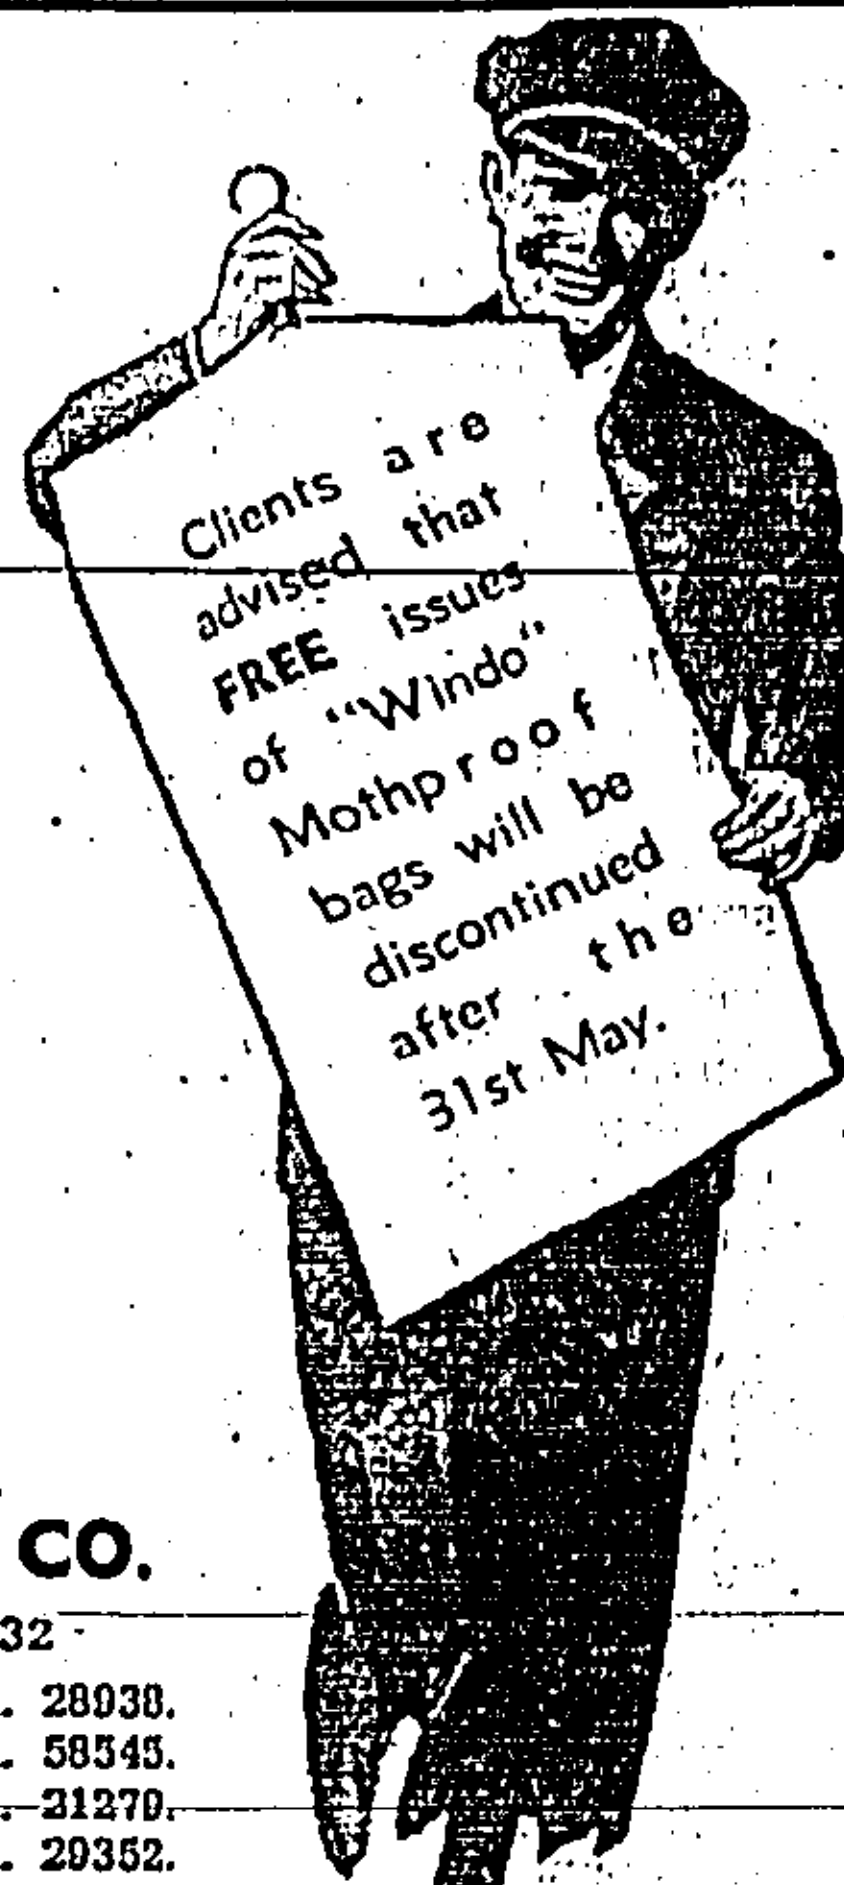 Clients are
advised that
FREE issues
of "Windo"
Mothproof
bags will be
discontinued
after the
31st May.
CO.
32
. 28038.
. 58545.
. 21279.
. 29352.